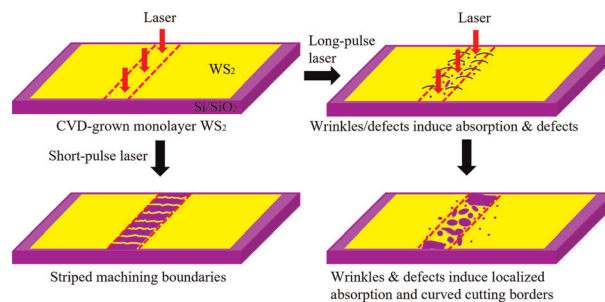 Laser
WS2
Si/SiO2
CVD-grown monolayer WS2
Long-pulse
laser
Laser
Wrinkles/defects induce absorption & defects
Short-pulse laser
Striped machining boundaries
Wrinkles & defects induce localized
absorption and curved cutting borders